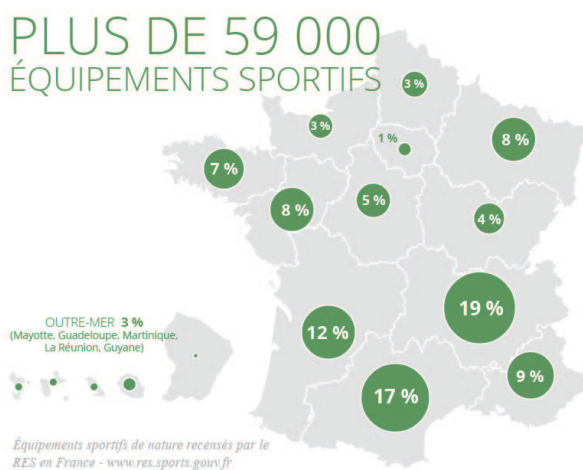 PLUS DE 59 000
ÉQUIPEMENTS SPORTIFS
3 %
3 %
1 %
8 %
7 %
8 %
5 %
4 %
19 %
12 %
9 %
17 %
OUTRE-MER 3 %
(Mayotte, Guadeloupe, Martinique,
La Réunion, Guyane)
Équipements sportifs de nature recensés par le
RES en France - www.res.sports.gouv.fr